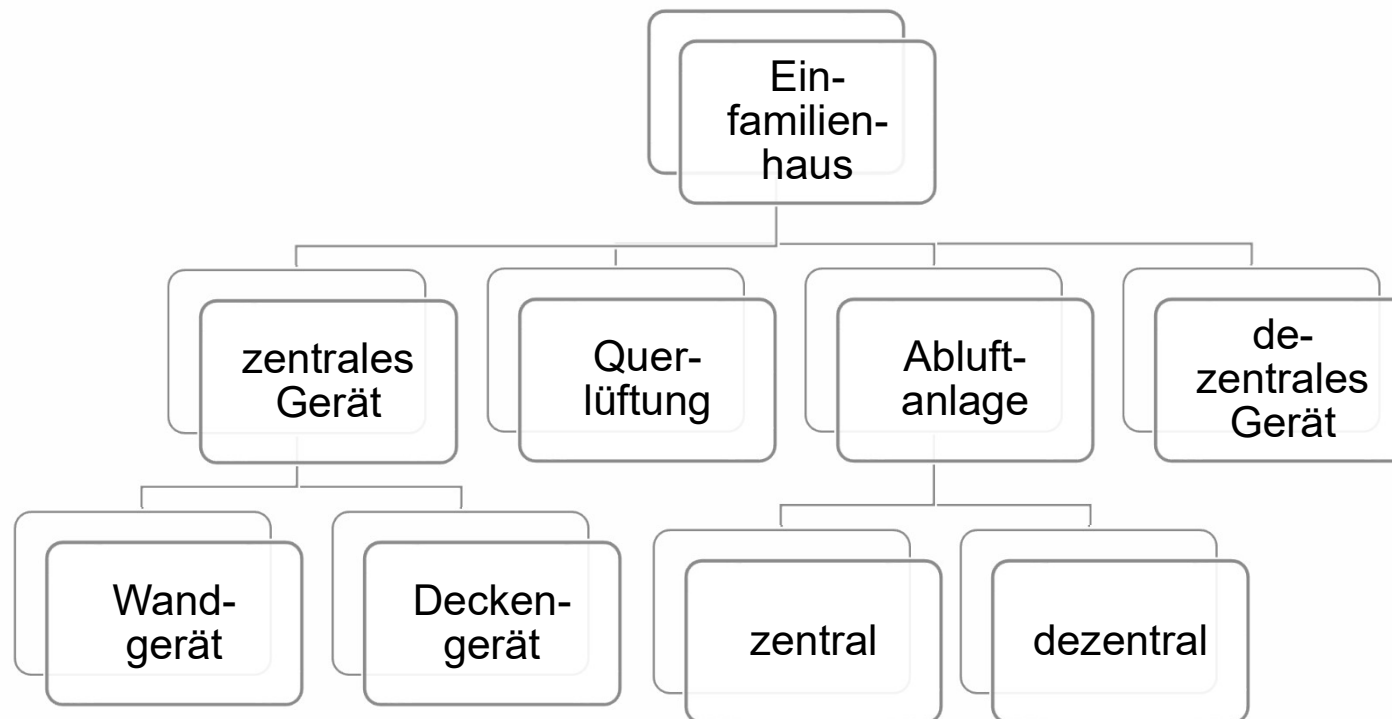 Ein-
familien-
haus
zentrales
Gerät
Quer-
lüftung
Abluft-
anlage
de-
zentrales
Gerät
Wand-
gerät
Decken-
gerät
zentral
dezentral